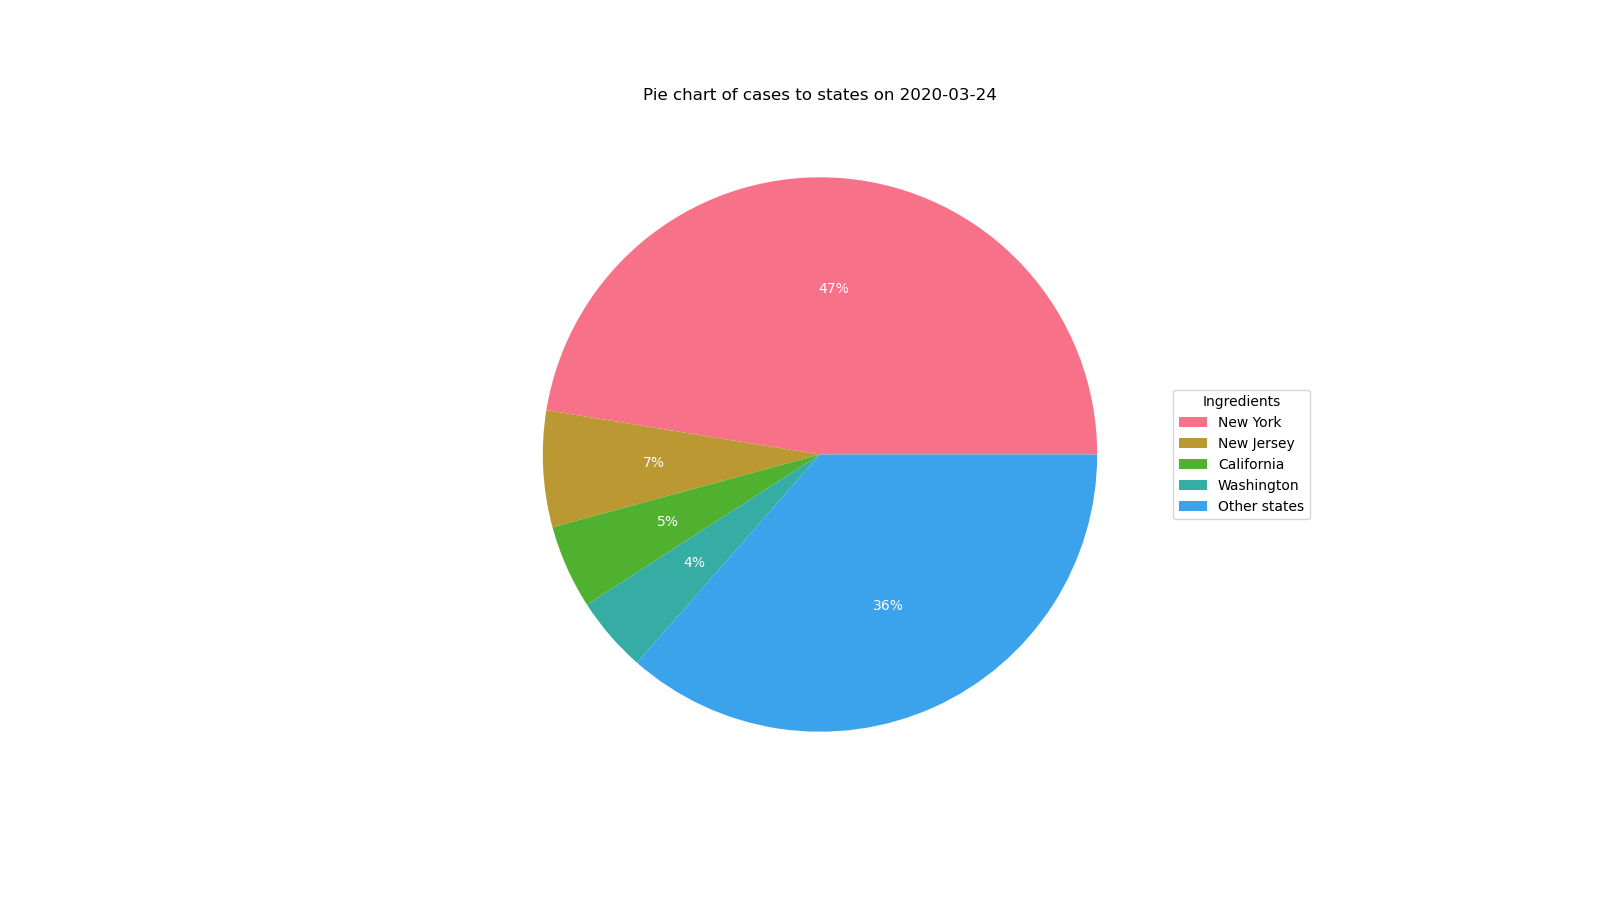 Pie chart of cases to states on 2020-03-24
47%
7%
5%
4%
36%
Ingredients
New York
New Jersey
California
Washington
Other states